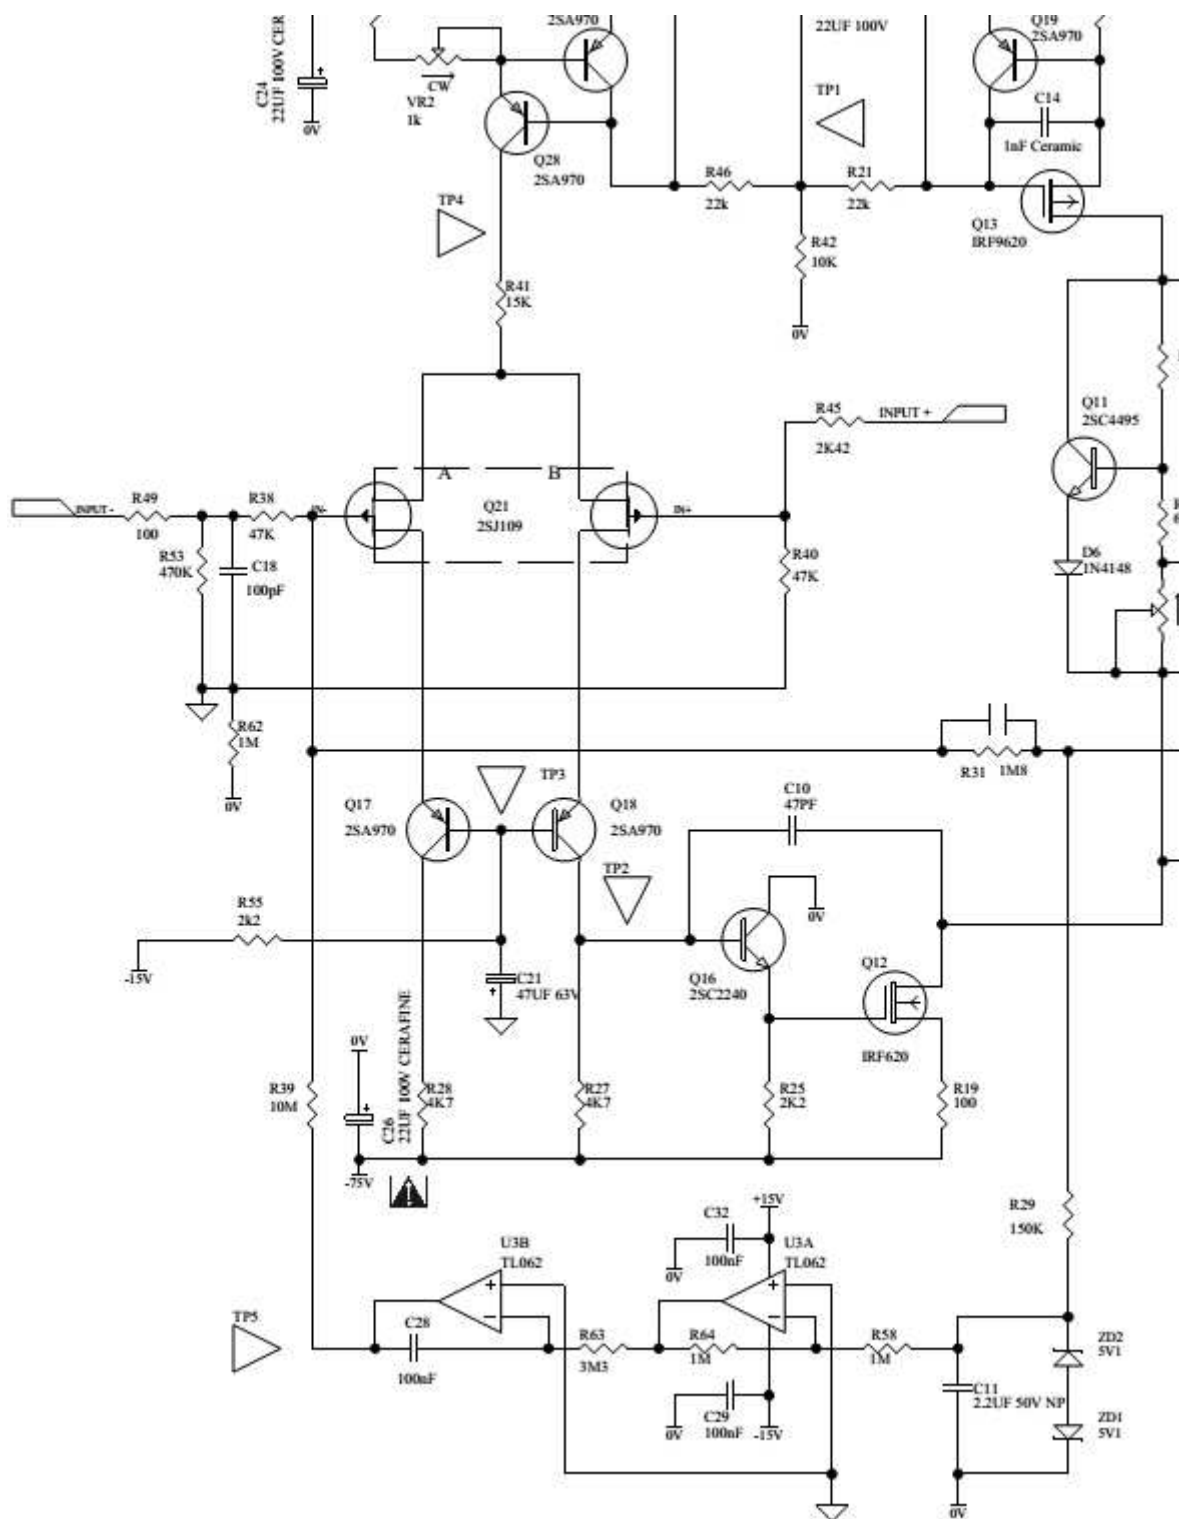 2SA970
22UF 100V
Q19
2SA970
C24
22UF 100V CER
0V
CW
VR2
1k
TP1
C14
1nF Ceramic
Q28
2SA970
R46
22k
R21
22k
TP4
Q13
IRF9620
R42
10K
0V
R41
15K
R45
2K42
INPUT +
Q11
2SC4495
A
B
INPUT -
R49
100
R38
47K
IN-
Q21
2SJ109
IN+
R53
470K
C18
100pF
R40
47K
D6
1N4148
R
6
R62
1M
0V
R31
1M8
TP3
C10
47PF
Q17
2SA970
Q18
2SA970
TP2
R55
2k2
0V
-15V
C21
47UF 63V
Q16
2SC2240
Q12
IRF620
0V
R39
10M
C26
22UF 100V CERAFINE
R28
4K7
R27
4K7
R25
2K2
R19
100
-75V
+15V
R29
150K
C32
100nF
0V
U3B
TL062
U3A
TL062
TP5
C28
100nF
R63
3M3
R64
1M
R58
1M
ZD2
5V1
C11
2.2UF 50V NP
C29
100nF
0V
-15V
ZD1
5V1
0V